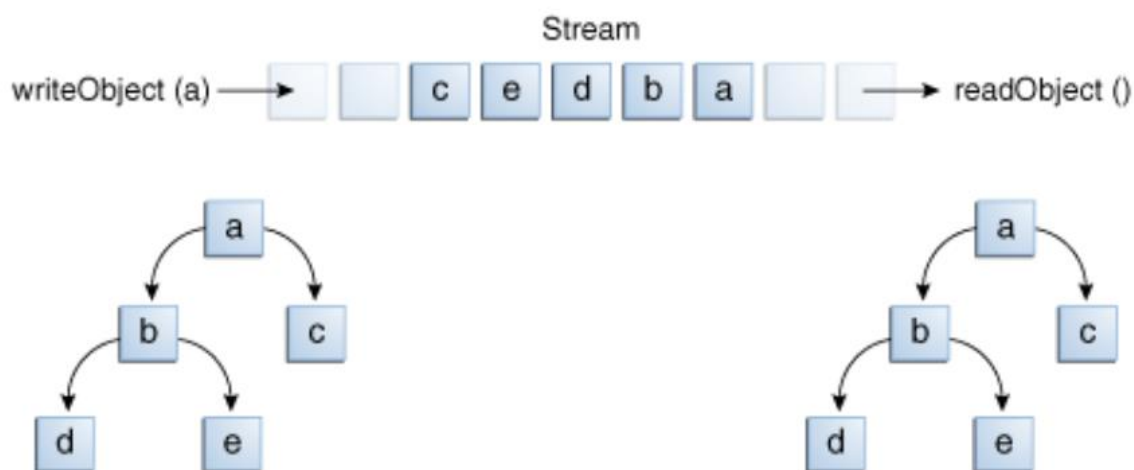 Stream
writeObject (a) c e d b a readObject ()
a a
b c b c
d e d e